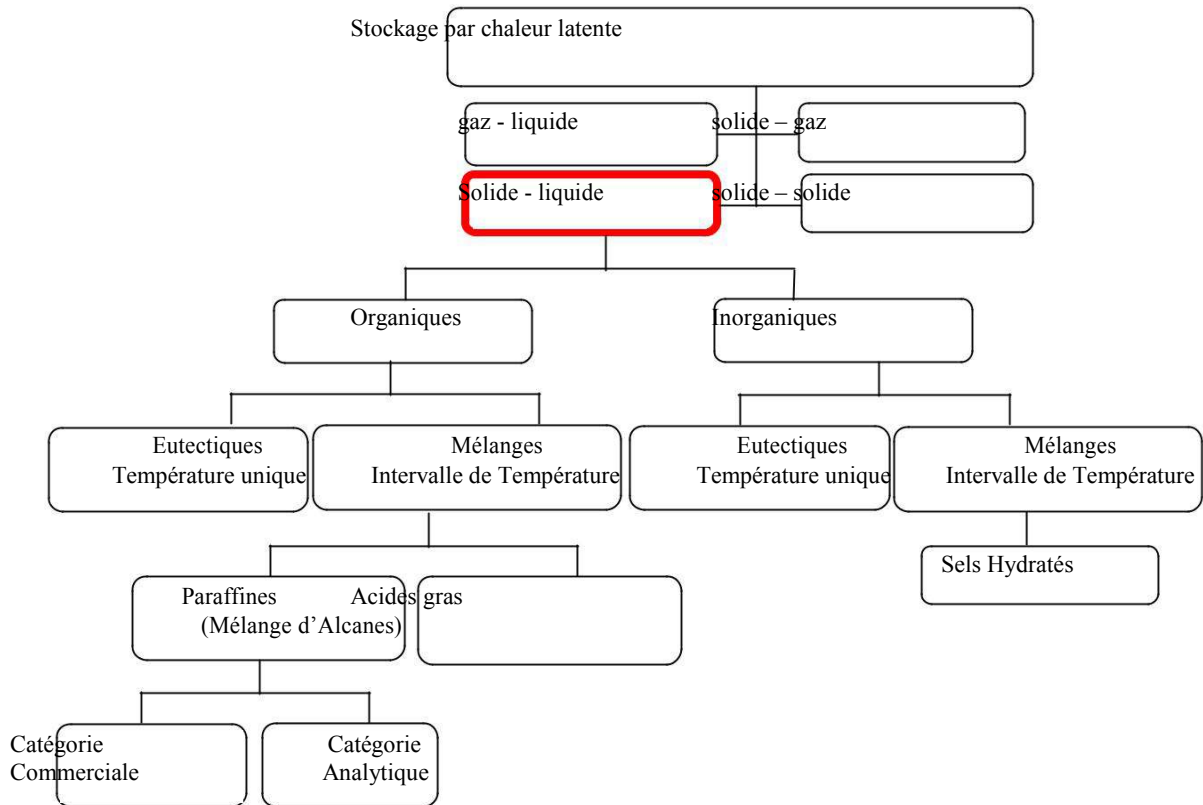 Stockage par chaleur latente
gaz - liquide
solide – gaz
Solide - liquide
solide – solide
Organiques
Inorganiques
Eutectiques
Température unique
Mélanges
Intervalle de Température
Eutectiques
Température unique
Mélanges
Intervalle de Température
Sels Hydratés
Paraffines
(Mélange d’Alcanes)
Acides gras
Catégorie
Commerciale
Catégorie
Analytique